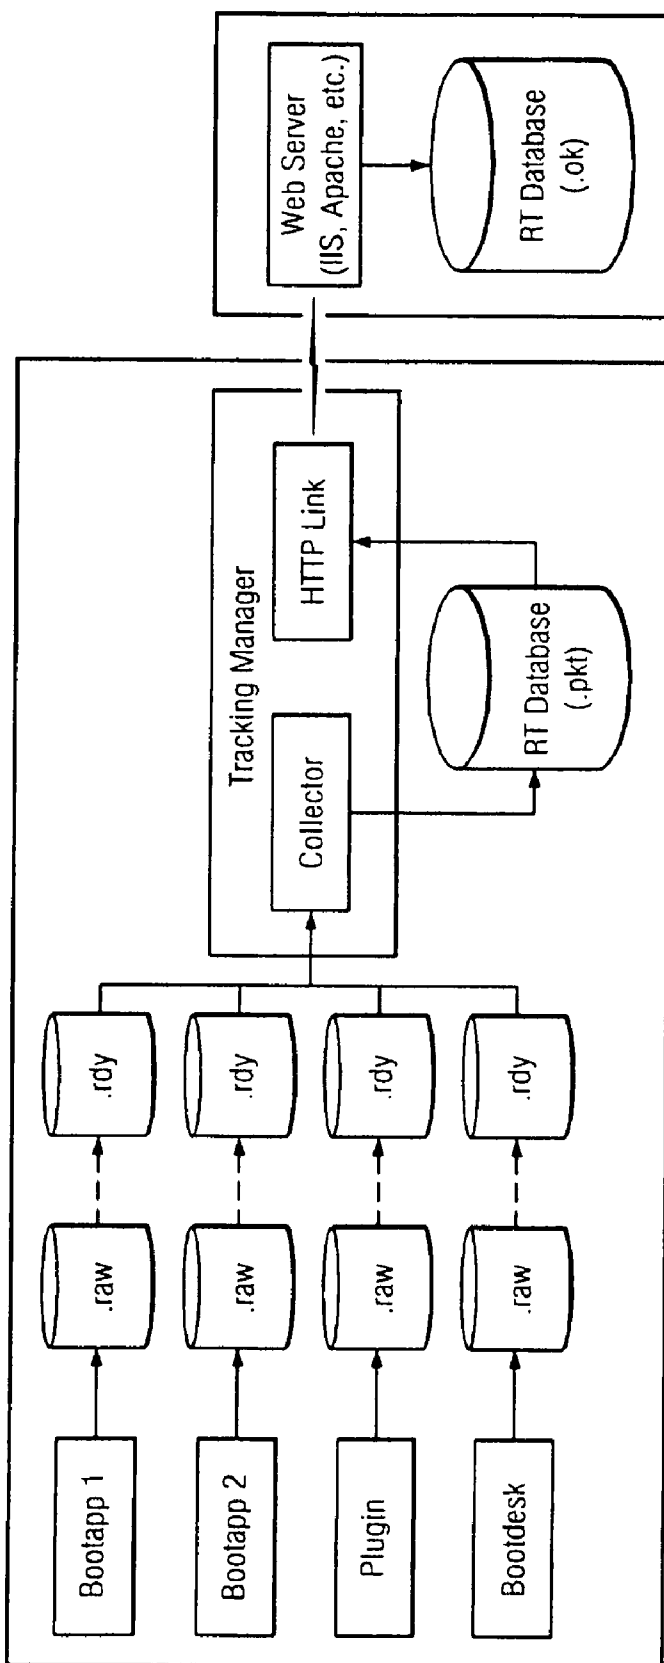 Bootapp 1
.raw
.rdy
Bootapp 2
.raw
.rdy
Plugin
.raw
.rdy
Bootdesk
.raw
.rdy
Tracking Manager
Collector
HTTP Link
RT Database
(.pkt)
Web Server
(IIS, Apache, etc.)
RT Database
(.ok)